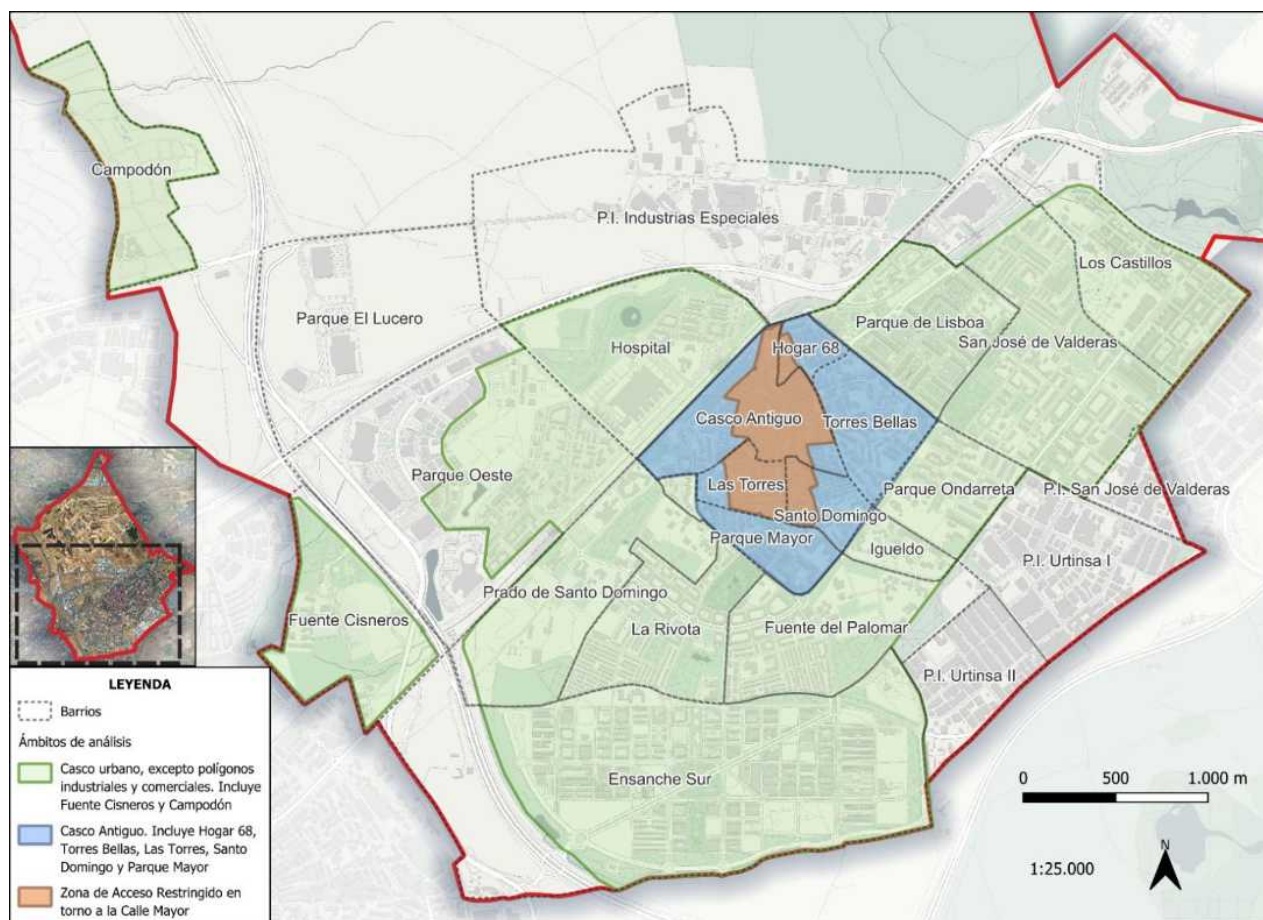 Campodón
P.I. Industrias Especiales
Los Castillos
Parque El Lucero
Parque de Lisboa
Hospital
Hogar 68
San José de Valderas
Casco Antiguo
Torres Bellas
Parque Oeste
Las Torres
Parque Ondarreta
P.I. San José de Valderas
Santo Domingo
Parque Mayor
Igueldo
P.I. Urtinsa I
Prado de Santo Domingo
Fuente Cisneros
La Rivota
Fuente del Palomar
P.I. Urtinsa II
Ensanche Sur
LEYENDA
Barrios
Ámbitos de análisis
Casco urbano, excepto polígonos
industriales y comerciales. Incluye
Fuente Cisneros y Campodón
Casco Antiguo. Incluye Hogar 68,
Torres Bellas, Las Torres, Santo
Domingo y Parque Mayor
Zona de Acceso Restringido en
torno a la Calle Mayor
0 500 1.000 m
1:25.000
N